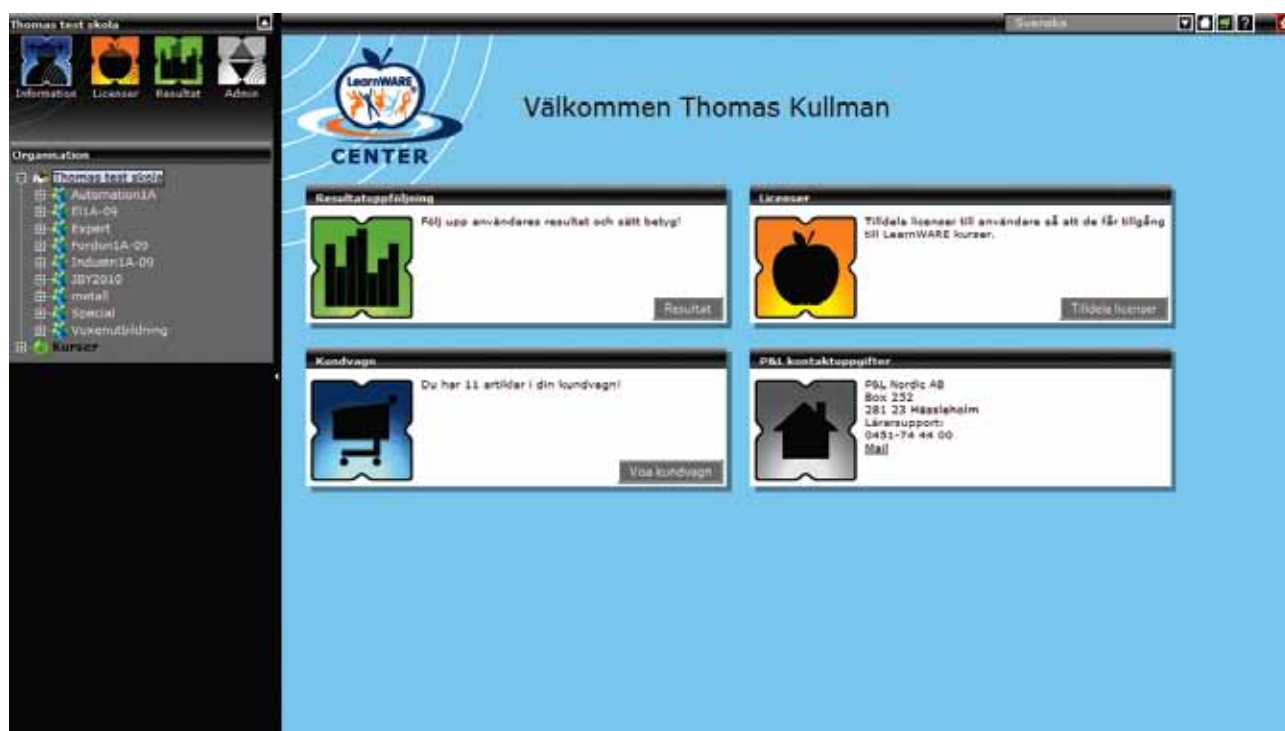 Thomas test skola
Svenska
?
Information Licenser Resultat Admin
LearnWARE
CENTER
Välkommen Thomas Kullman
Organisation
Thomas test skola
Automation1A
El1A-09
Expert
Fordon1A-09
Industri1A-09
JBY2010
metall
Special
Vuxenutbildning
Kurser
Resultatuppföljning
Följ upp användares resultat och sätt betyg!
Resultat
Licenser
Tilldela licenser till användare så att de får tillgång
till LearnWARE kurser.
Tilldela licenser
Kundvagn
Du har 11 artiklar i din kundvagn!
Visa kundvagn
P&L kontaktuppgifter
P&L Nordic AB
Box 252
281 23 Hässleholm
Lärarsupport:
0451-74 44 00
Mail